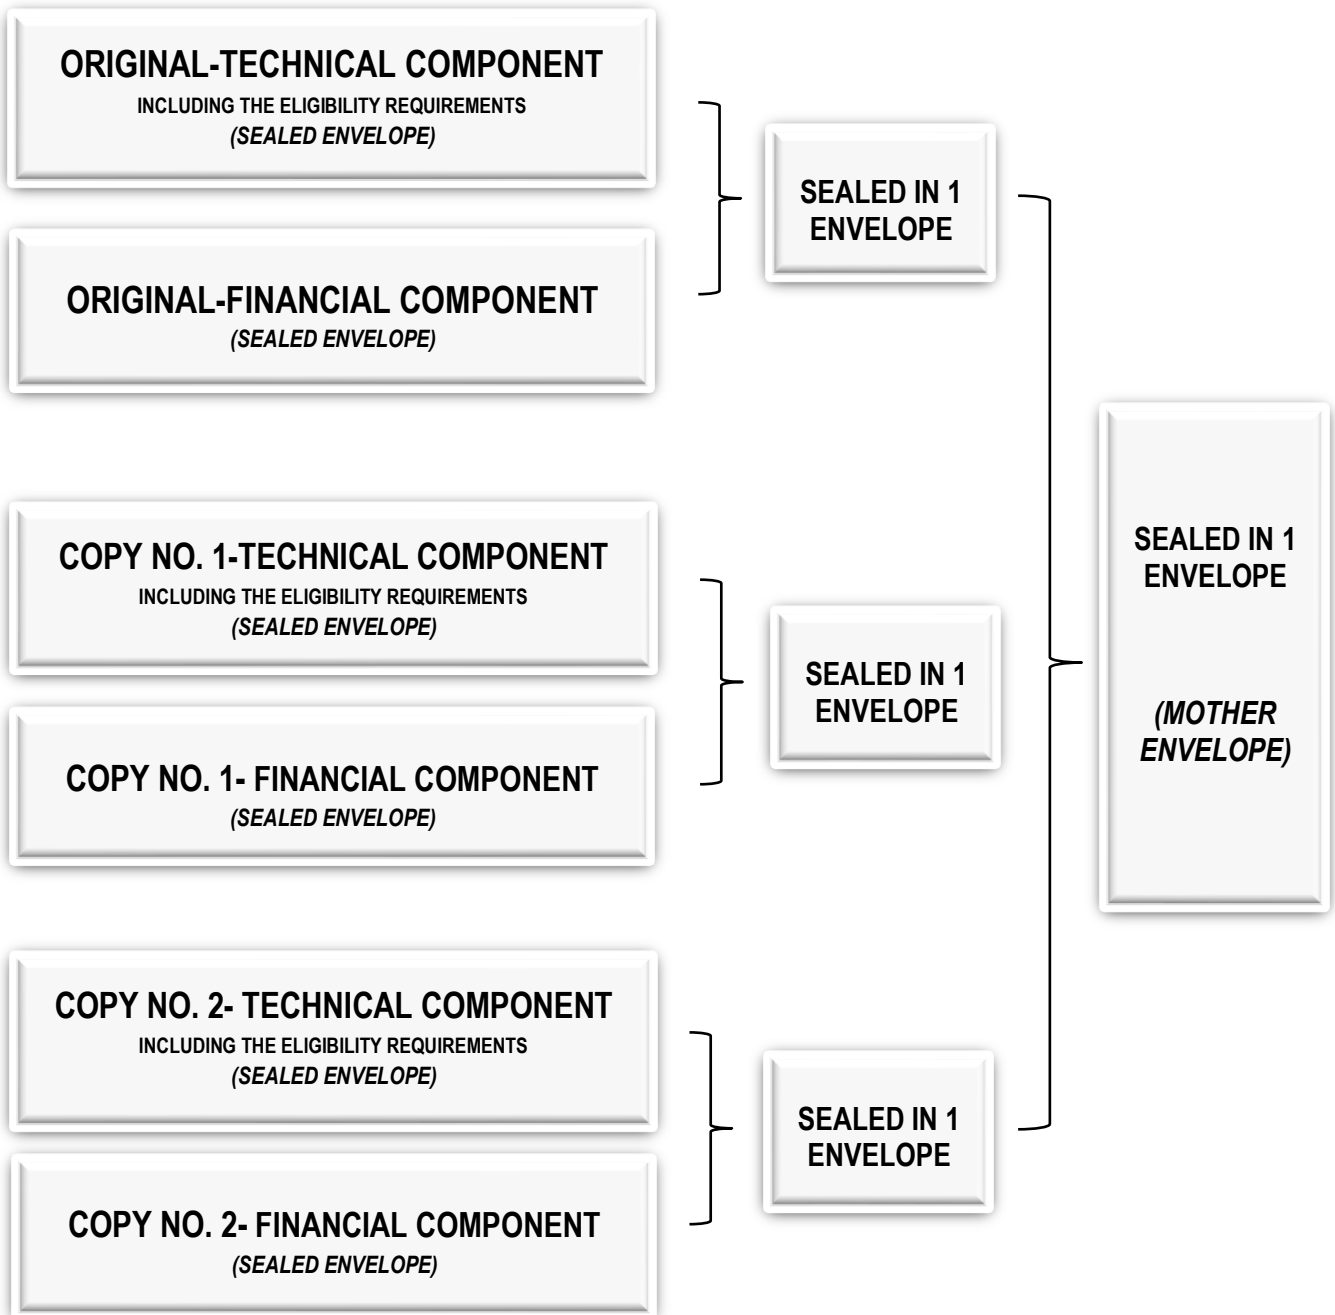 ORIGINAL-TECHNICAL COMPONENT
INCLUDING THE ELIGIBILITY REQUIREMENTS
(SEALED ENVELOPE)
ORIGINAL-FINANCIAL COMPONENT
(SEALED ENVELOPE)
SEALED IN 1
ENVELOPE
COPY NO. 1-TECHNICAL COMPONENT
INCLUDING THE ELIGIBILITY REQUIREMENTS
(SEALED ENVELOPE)
COPY NO. 1- FINANCIAL COMPONENT
(SEALED ENVELOPE)
SEALED IN 1
ENVELOPE
COPY NO. 2- TECHNICAL COMPONENT
INCLUDING THE ELIGIBILITY REQUIREMENTS
(SEALED ENVELOPE)
COPY NO. 2- FINANCIAL COMPONENT
(SEALED ENVELOPE)
SEALED IN 1
ENVELOPE
SEALED IN 1
ENVELOPE
(MOTHER
ENVELOPE)